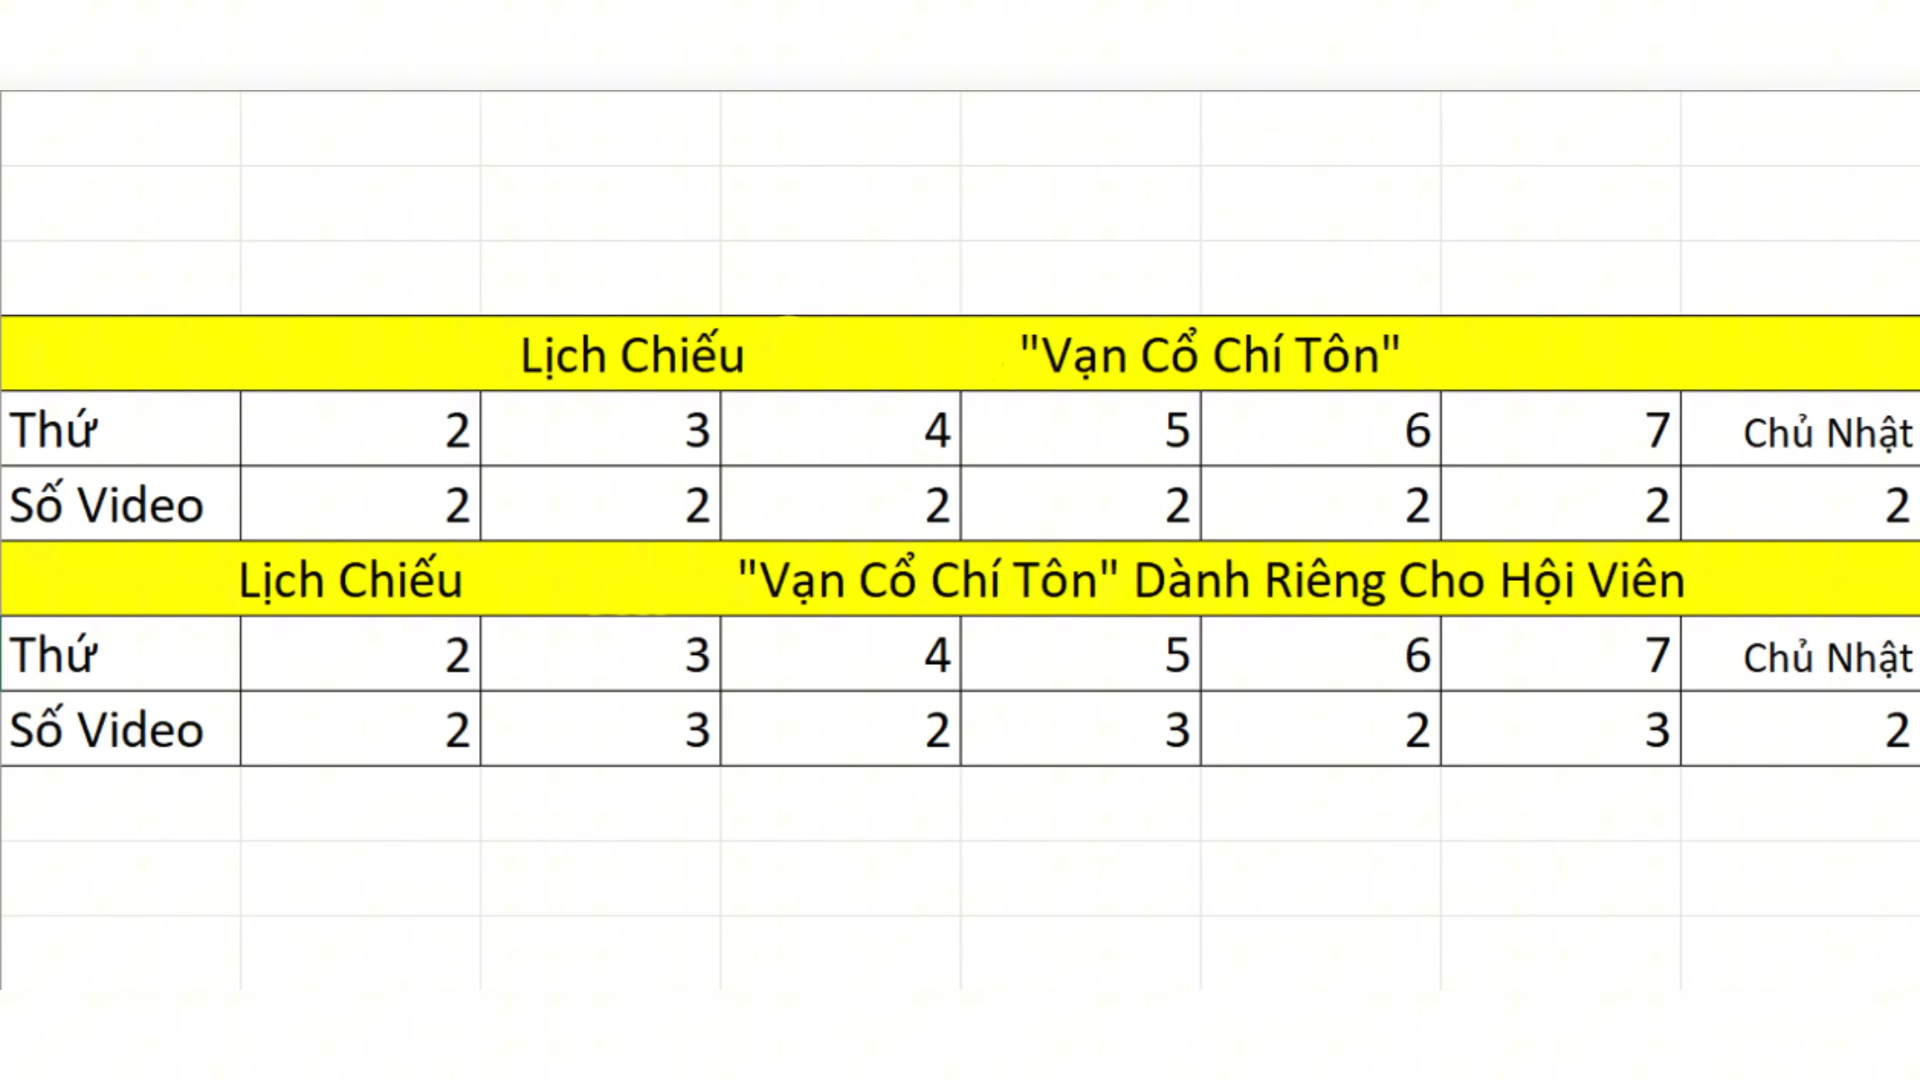 Lịch Chiếu "Vạn Cổ Chí Tôn"
Thứ 2 3 4 5 6 7 Chủ Nhật
Số Video 2 2 2 2 2 2 2
Lịch Chiếu "Vạn Cổ Chí Tôn" Dành Riêng Cho Hội Viên
Thứ 2 3 4 5 6 7 Chủ Nhật
Số Video 2 3 2 3 2 3 2